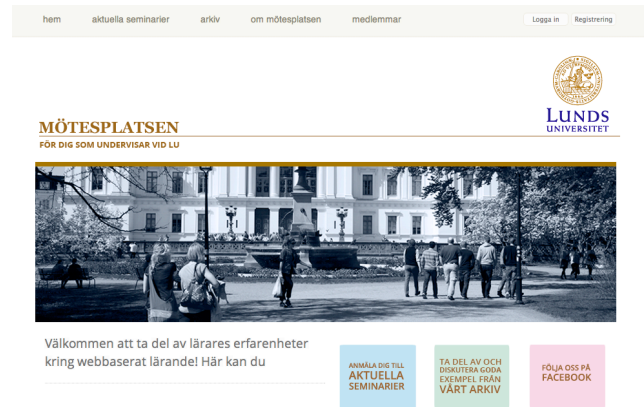 hem aktuella seminarier arkiv om mötesplatsen medlemmar Logga in Registrering
LUNDS
UNIVERSITET
MÖTESPLATSEN
FÖR DIG SOM UNDERVISAR VID LU
Välkommen att ta del av lärares erfarenheter
kring webbaserat lärande! Här kan du
ANMÄLA DIG TILL
AKTUELLA
SEMINARIER
TA DEL AV OCH
DISKUTERA GODA
EXEMPEL FRÅN
VÅRT ARKIV
FÖLJA OSS PÅ
FACEBOOK